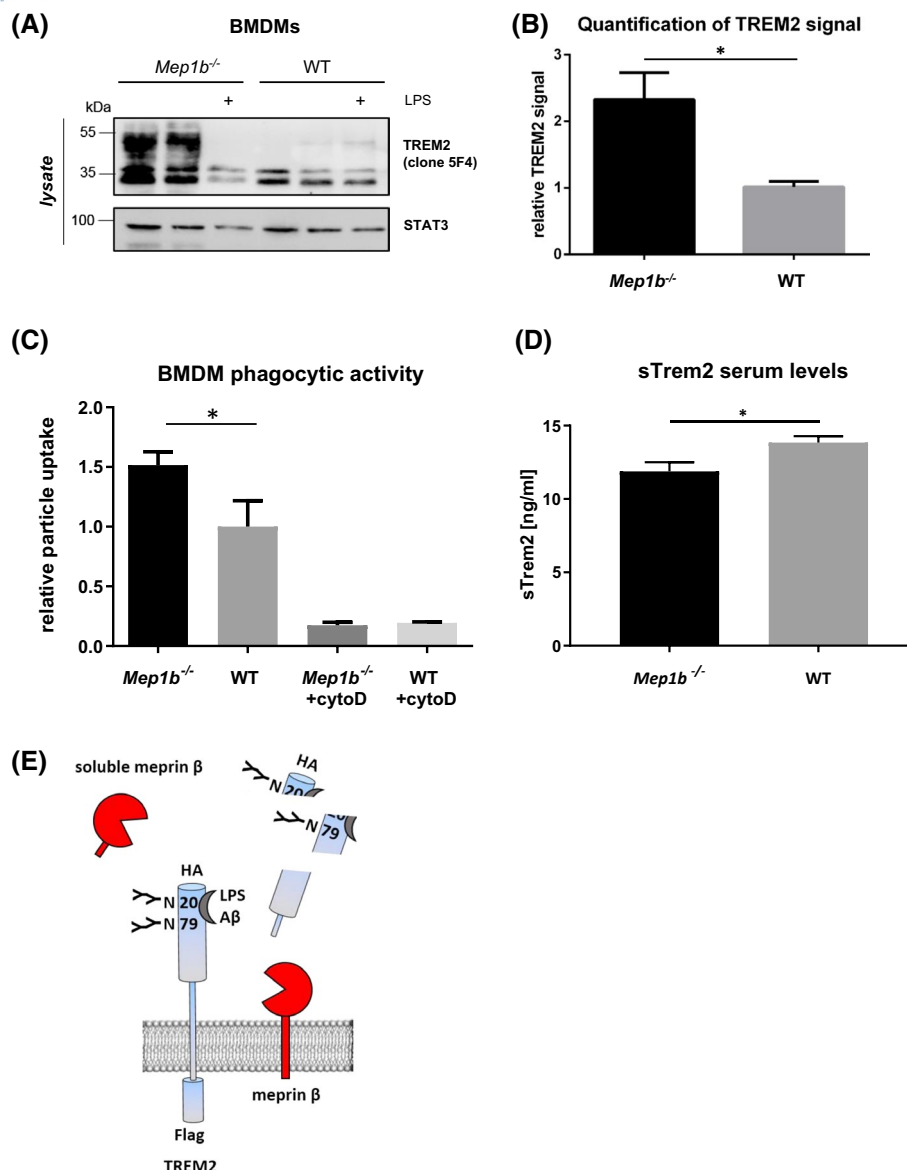 (A)
BMDMs
Mep1b-/- WT
+ + LPS
kDa
55
35
TREM2
(clone 5F4)
lysate
100
STAT3
(B)
Quantification of TREM2 signal
*
3
2
1
0
relative TREM2 signal
Mep1b-/- WT
(C)
BMDM phagocytic activity
*
2.0
1.5
1.0
0.5
0.0
relative particle uptake
Mep1b-/- WT Mep1b-/- WT
+cytoD +cytoD
(D)
sTrem2 serum levels
*
15
10
5
0
sTrem2 [ng/ml]
Mep1b -/- WT
(E)
soluble meprin β
HA
N 20
N 79
HA
N 20 LPS
N 79 Aβ
meprin β
Flag
TREM2